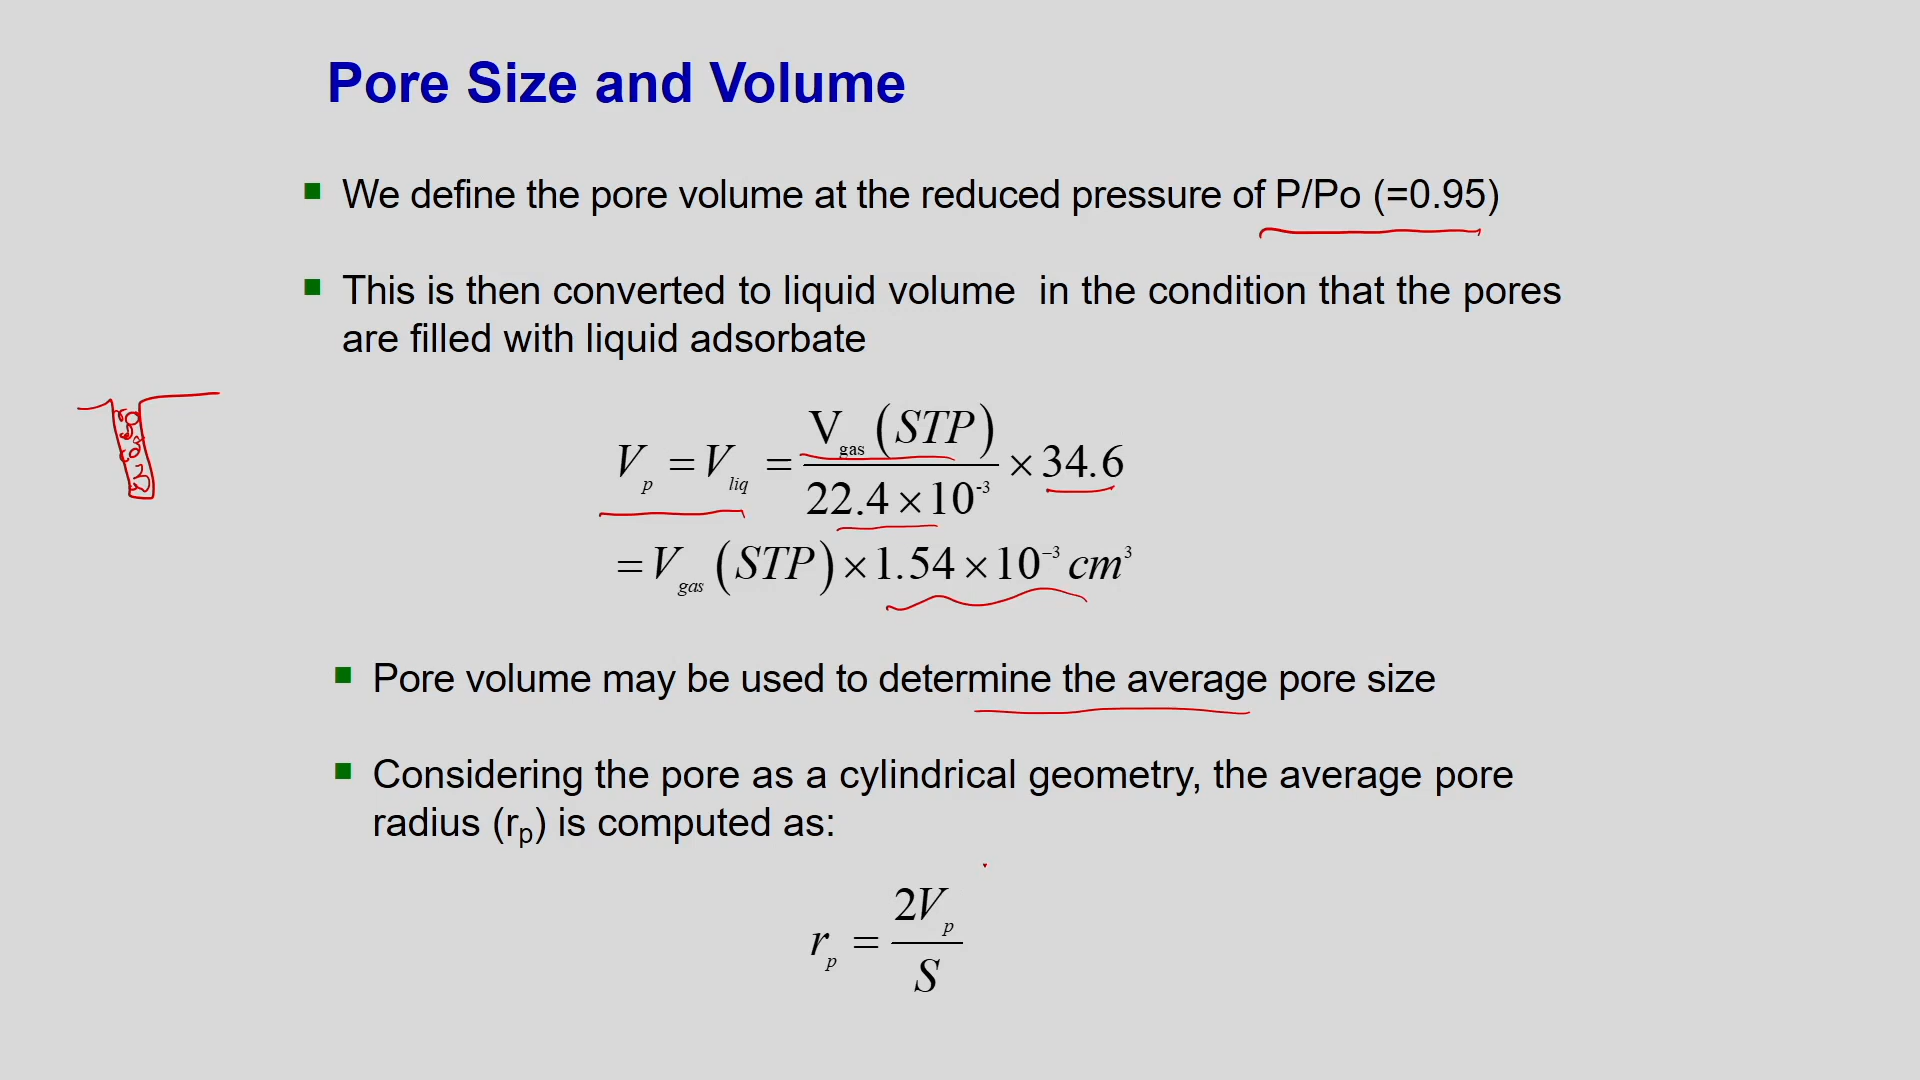 Pore Size and Volume
We define the pore volume at the reduced pressure of P/Po (=0.95)
This is then converted to liquid volume in the condition that the pores
are filled with liquid adsorbate
V_p = V_liq = V_gas (STP) / 22.4 × 10^-3 × 34.6
= V_gas (STP) × 1.54 × 10^−3 cm^3
Pore volume may be used to determine the average pore size
Considering the pore as a cylindrical geometry, the average pore
radius (r_p) is computed as:
r_p = 2V_p / S